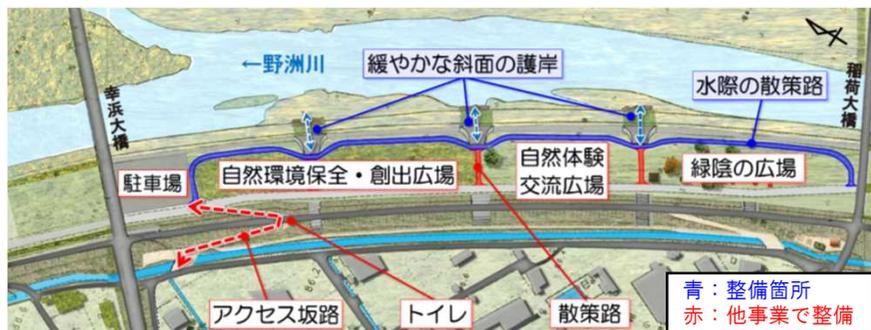 ←野洲川
緩やかな斜面の護岸
水際の散策路
幸浜大橋
稲荷大橋
駐車場
自然環境保全・創出広場
自然体験
交流広場
緑陰の広場
アクセス坂路
トイレ
散策路
青：整備箇所
赤：他事業で整備